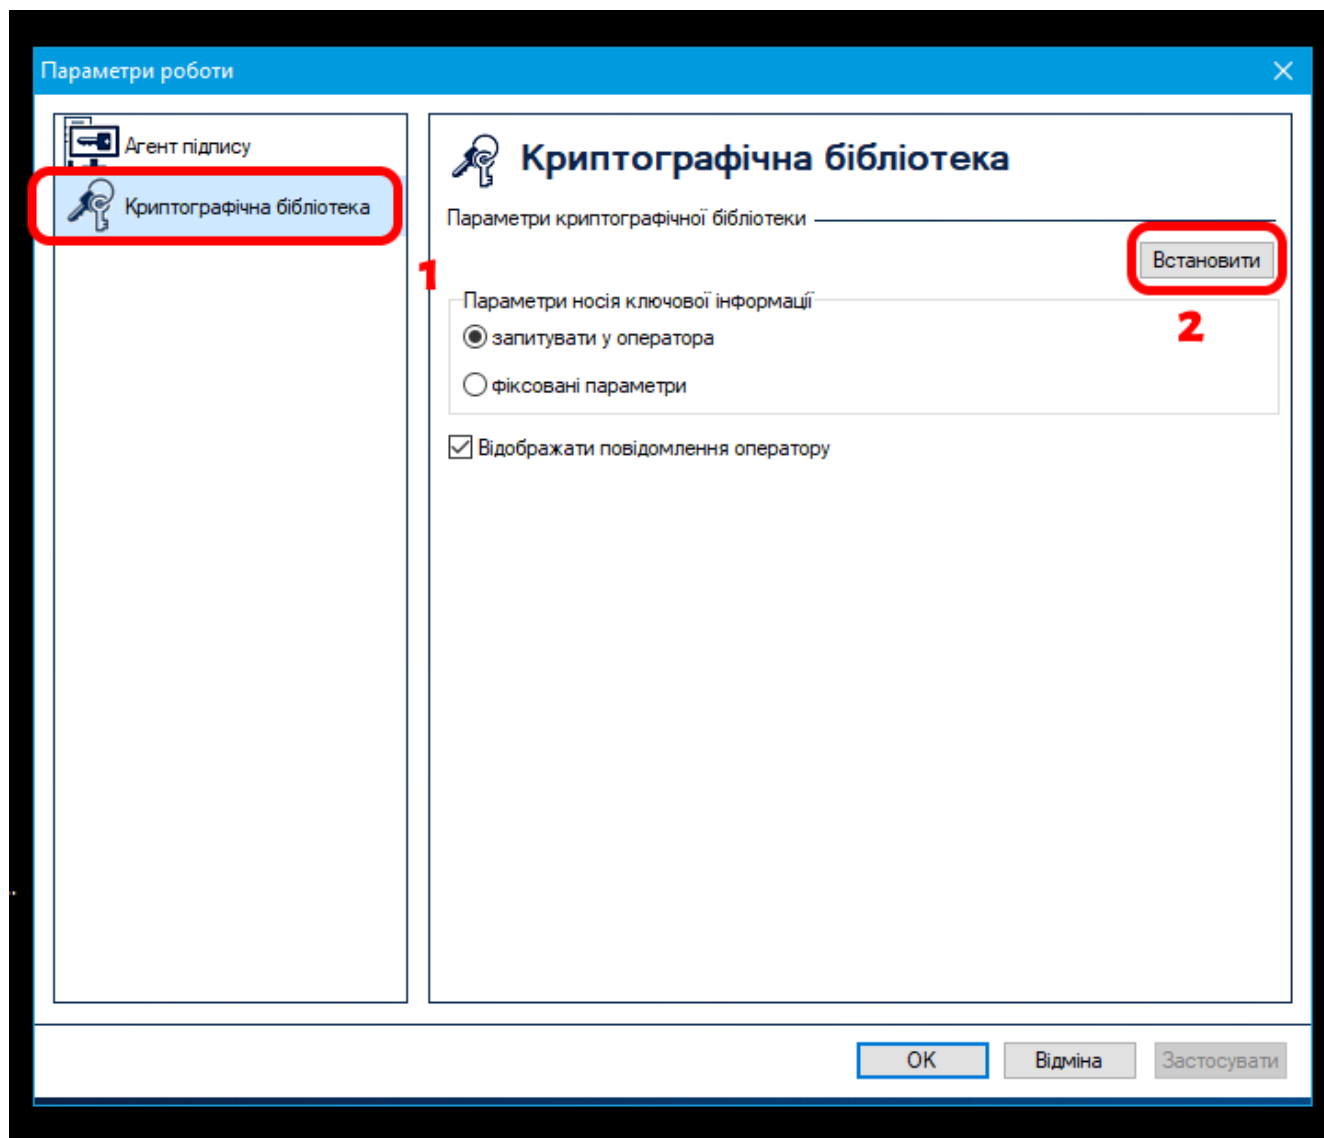 Параметри роботи
Агент підпису
Криптографічна бібліотека
1
Криптографічна бібліотека
Параметри криптографічної бібліотеки
Встановити
2
Параметри носія ключової інформації
запитувати у оператора
фіксовані параметри
Відображати повідомлення оператору
OK
Відміна
Застосувати